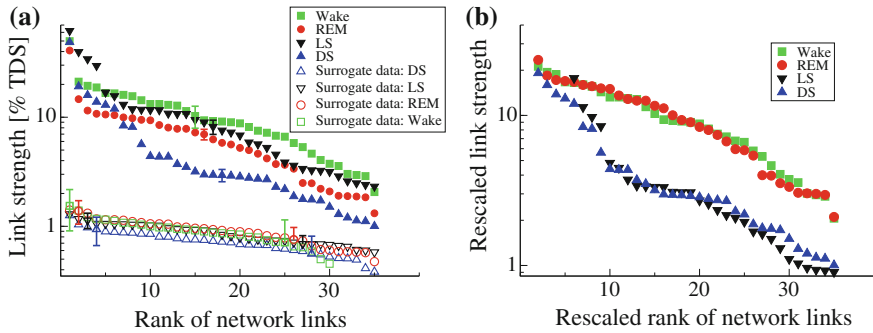 (a)
Link strength [% TDS]
10
1
10
20
30
Rank of network links
Wake
REM
LS
DS
Surrogate data: DS
Surrogate data: LS
Surrogate data: REM
Surrogate data: Wake
(b)
Rescaled link strength
10
1
10
20
30
Rescaled rank of network links
Wake
REM
LS
DS